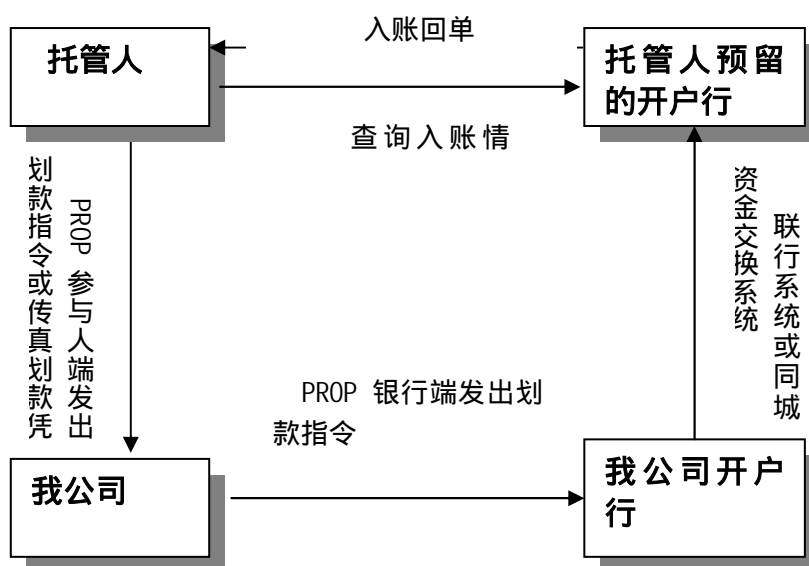 入账回单
托管人
托管人预留
的开户行
查询入账情
PROP 参与人端发出
划款指令或传真划款凭
联行系统或同城
资金交换系统
PROP 银行端发出划
款指令
我公司
我公司开户
行